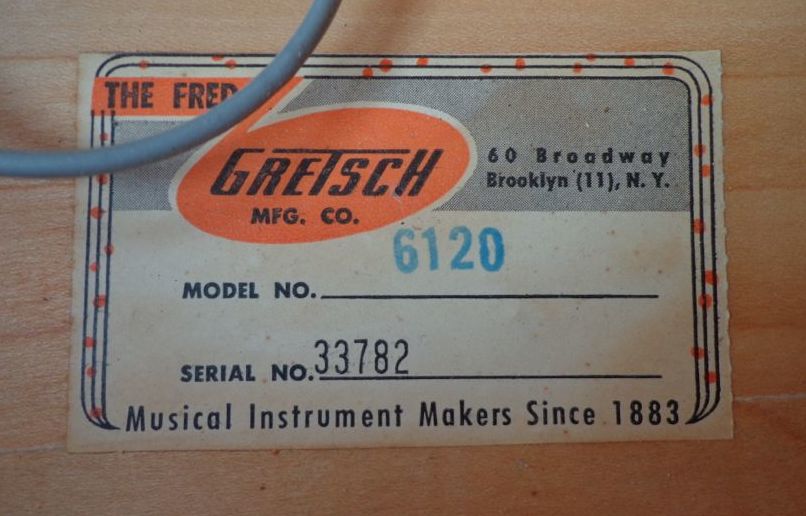 THE FRED
GRETSCH
MFG. CO.
60 Broadway
Brooklyn (11), N. Y.
6120
MODEL NO.
33782
SERIAL NO.
Musical Instrument Makers Since 1883